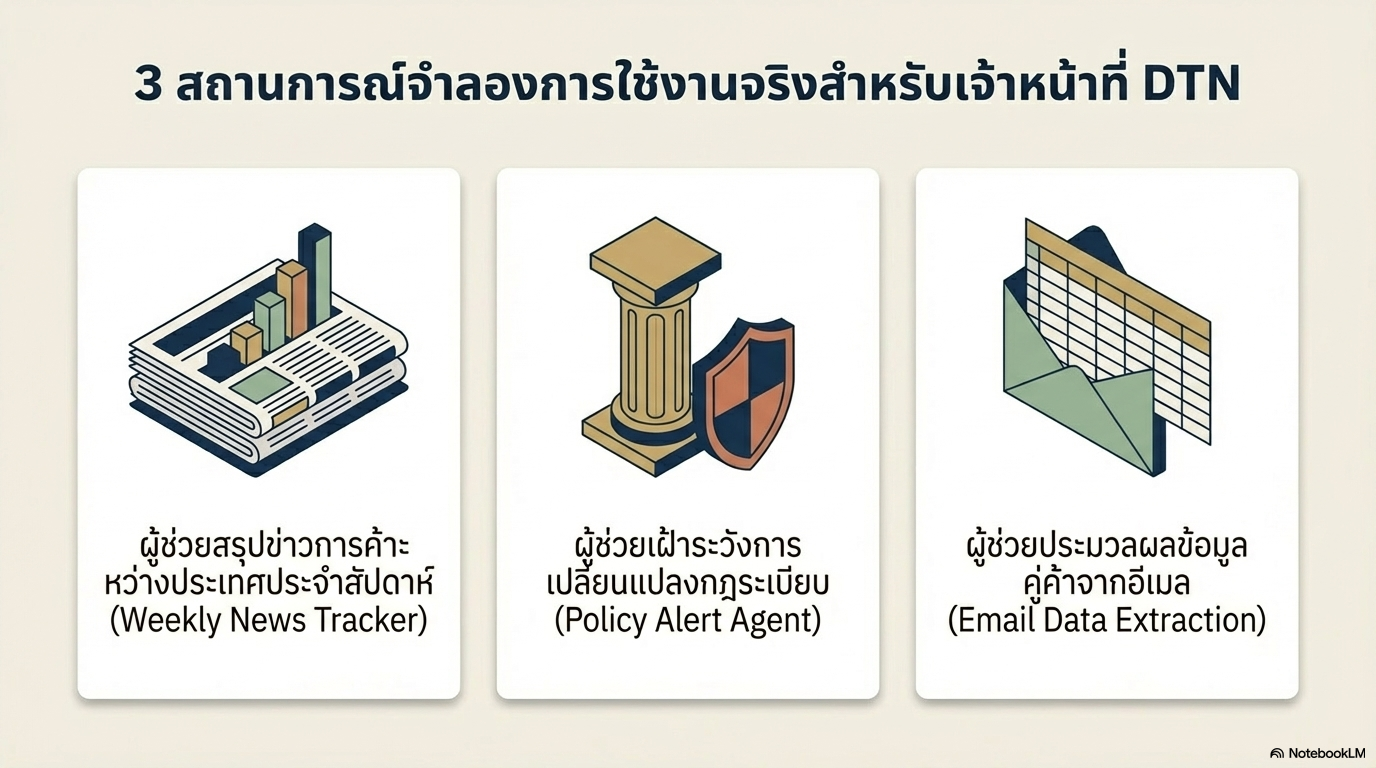 3 สถานการณ์จำลองการใช้งานจริงสำหรับเจ้าหน้าที่ DTN
ผู้ช่วยสรุปข่าวการค้าะ
หว่างประเทศประจำสัปดาห์
(Weekly News Tracker)
ผู้ช่วยเฝ้าระวังการ
เปลี่ยนแปลงกฎระเบียบ
(Policy Alert Agent)
ผู้ช่วยประมวลผลข้อมูล
คู่ค้าจากอีเมล
(Email Data Extraction)
NotebookLM